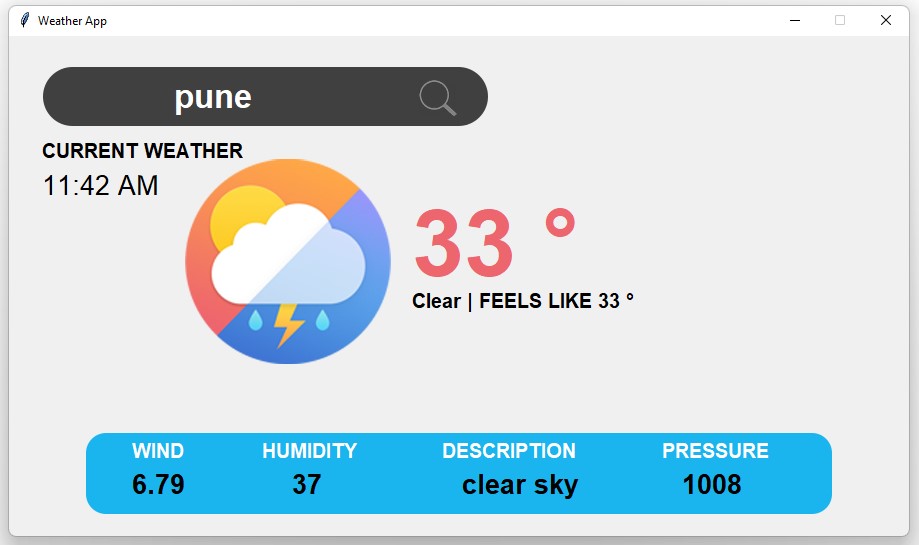 Weather App
pune
CURRENT WEATHER
11:42 AM
33 °
Clear | FEELS LIKE 33 °
WIND HUMIDITY DESCRIPTION PRESSURE
6.79 37 clear sky 1008